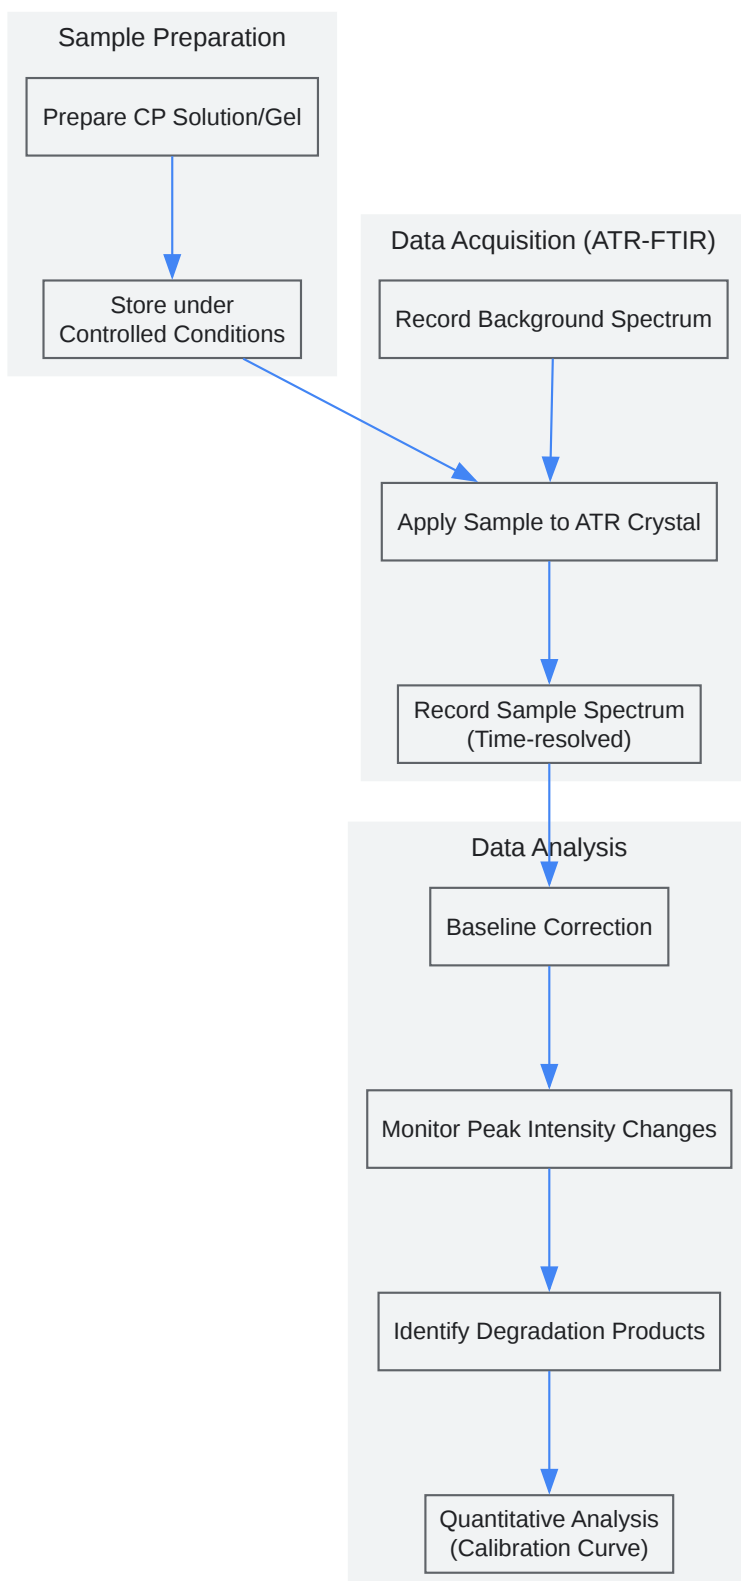 Sample Preparation
Prepare CP Solution/Gel
Store under
Controlled Conditions
Data Acquisition (ATR-FTIR)
Record Background Spectrum
Apply Sample to ATR Crystal
Record Sample Spectrum
(Time-resolved)
Data Analysis
Baseline Correction
Monitor Peak Intensity Changes
Identify Degradation Products
Quantitative Analysis
(Calibration Curve)